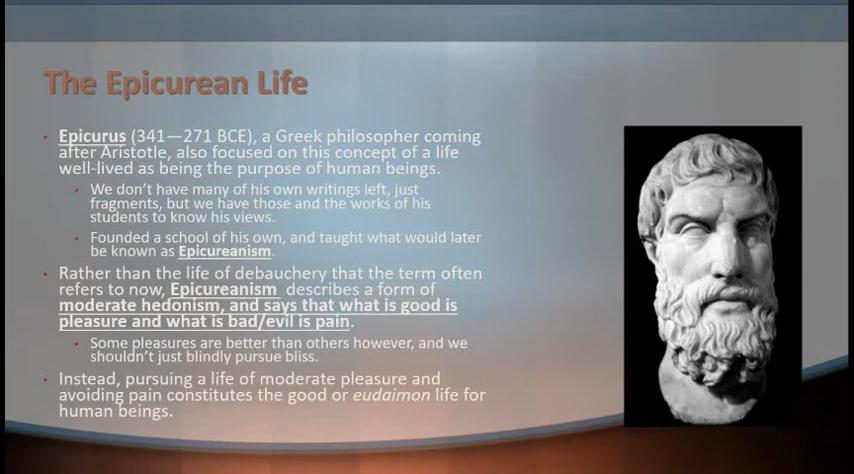 The Epicurean Life
Epicurus (341—271 BCE), a Greek philosopher coming
after Aristotle, also focused on this concept of a life
well-lived as being the purpose of human beings.
We don't have many of his own writings left, just
fragments, but we have those and the works of his
students to know his views.
Founded a school of his own, and taught what would later
be known as Epicureanism.
Rather than the life of debauchery that the term often
refers to now, Epicureanism describes a form of
moderate hedonism, and says that what is good is
pleasure and what is bad/evil is pain.
Some pleasures are better than others however, and we
shouldn't just blindly pursue bliss.
Instead, pursuing a life of moderate pleasure and
avoiding pain constitutes the good or eudaimon life for
human beings.